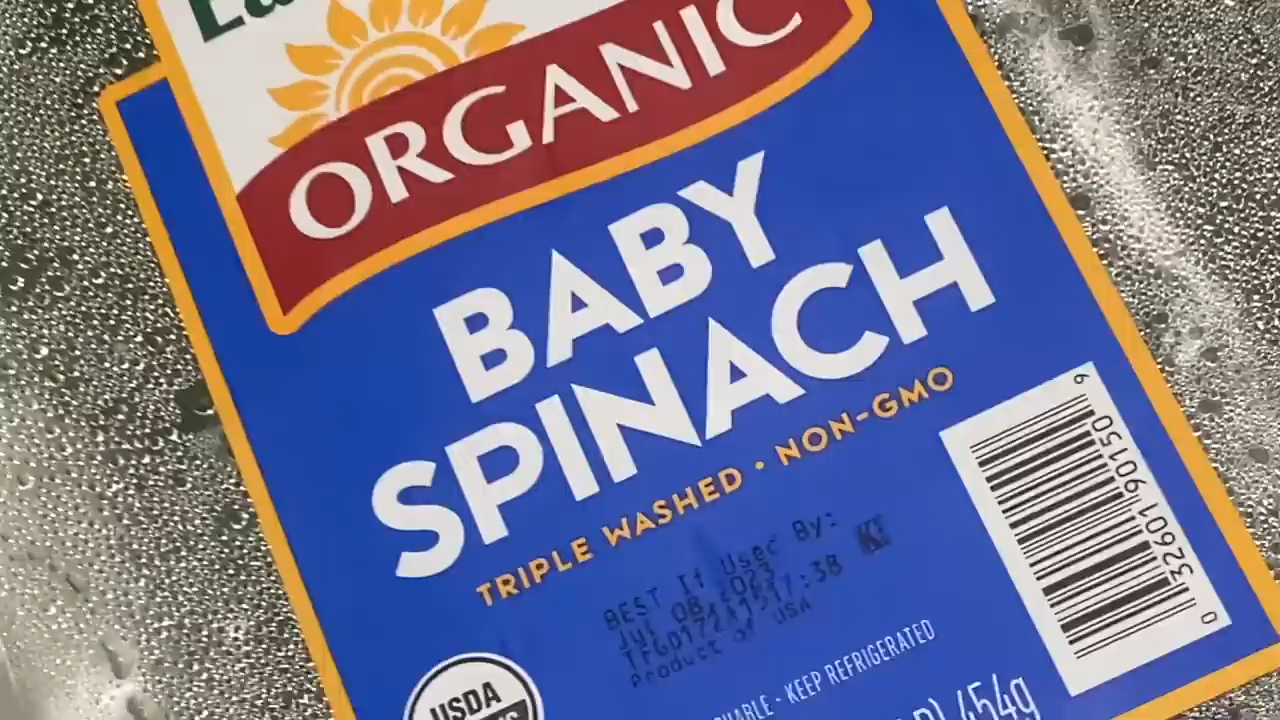 ORGANIC
BABY
SPINACH
TRIPLE WASHED • NON-GMO
BEST If Used By:
JUL 08 2023 KF
Product of USA
- KEEP REFRIGERATED
454g
USDA
0 32601 90150 9